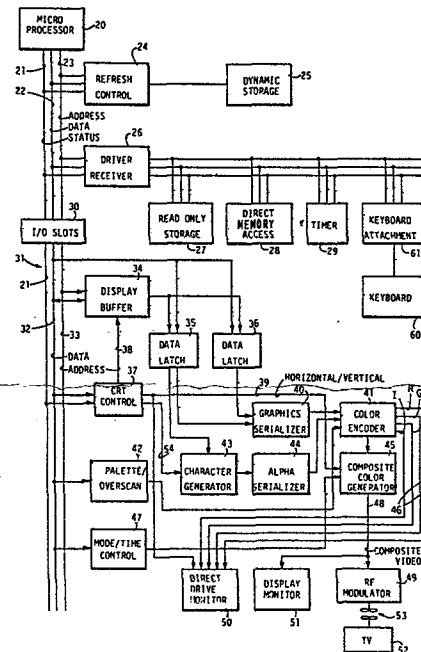 MICRO
PROCESSOR
20
21
23
24
REFRESH
CONTROL
25
DYNAMIC
STORAGE
22
ADDRESS
DATA
STATUS
26
DRIVER
RECEIVER
30
I/O SLOTS
READ ONLY
STORAGE
27
DIRECT
MEMORY
ACCESS
28
TIMER
29
KEYBOARD
ATTACHMENT
61
31
21
34
DISPLAY
BUFFER
KEYBOARD
60
32
33
35
DATA
LATCH
36
DATA
LATCH
38
DATA
ADDRESS
37
CRT
CONTROL
39
HORIZONTAL/VERTICAL
40
GRAPHICS
SERIALIZER
41
COLOR
ENCODER
I
R
G
42
PALETTE/
OVERSCAN
54
43
CHARACTER
GENERATOR
44
ALPHA
SERIALIZER
45
COMPOSITE
COLOR
GENERATOR
46
47
MODE/TIME
CONTROL
48
COMPOSITE
VIDEO
DIRECT
DRIVE
MONITOR
50
DISPLAY
MONITOR
51
RF
MODULATOR
49
53
TV
52